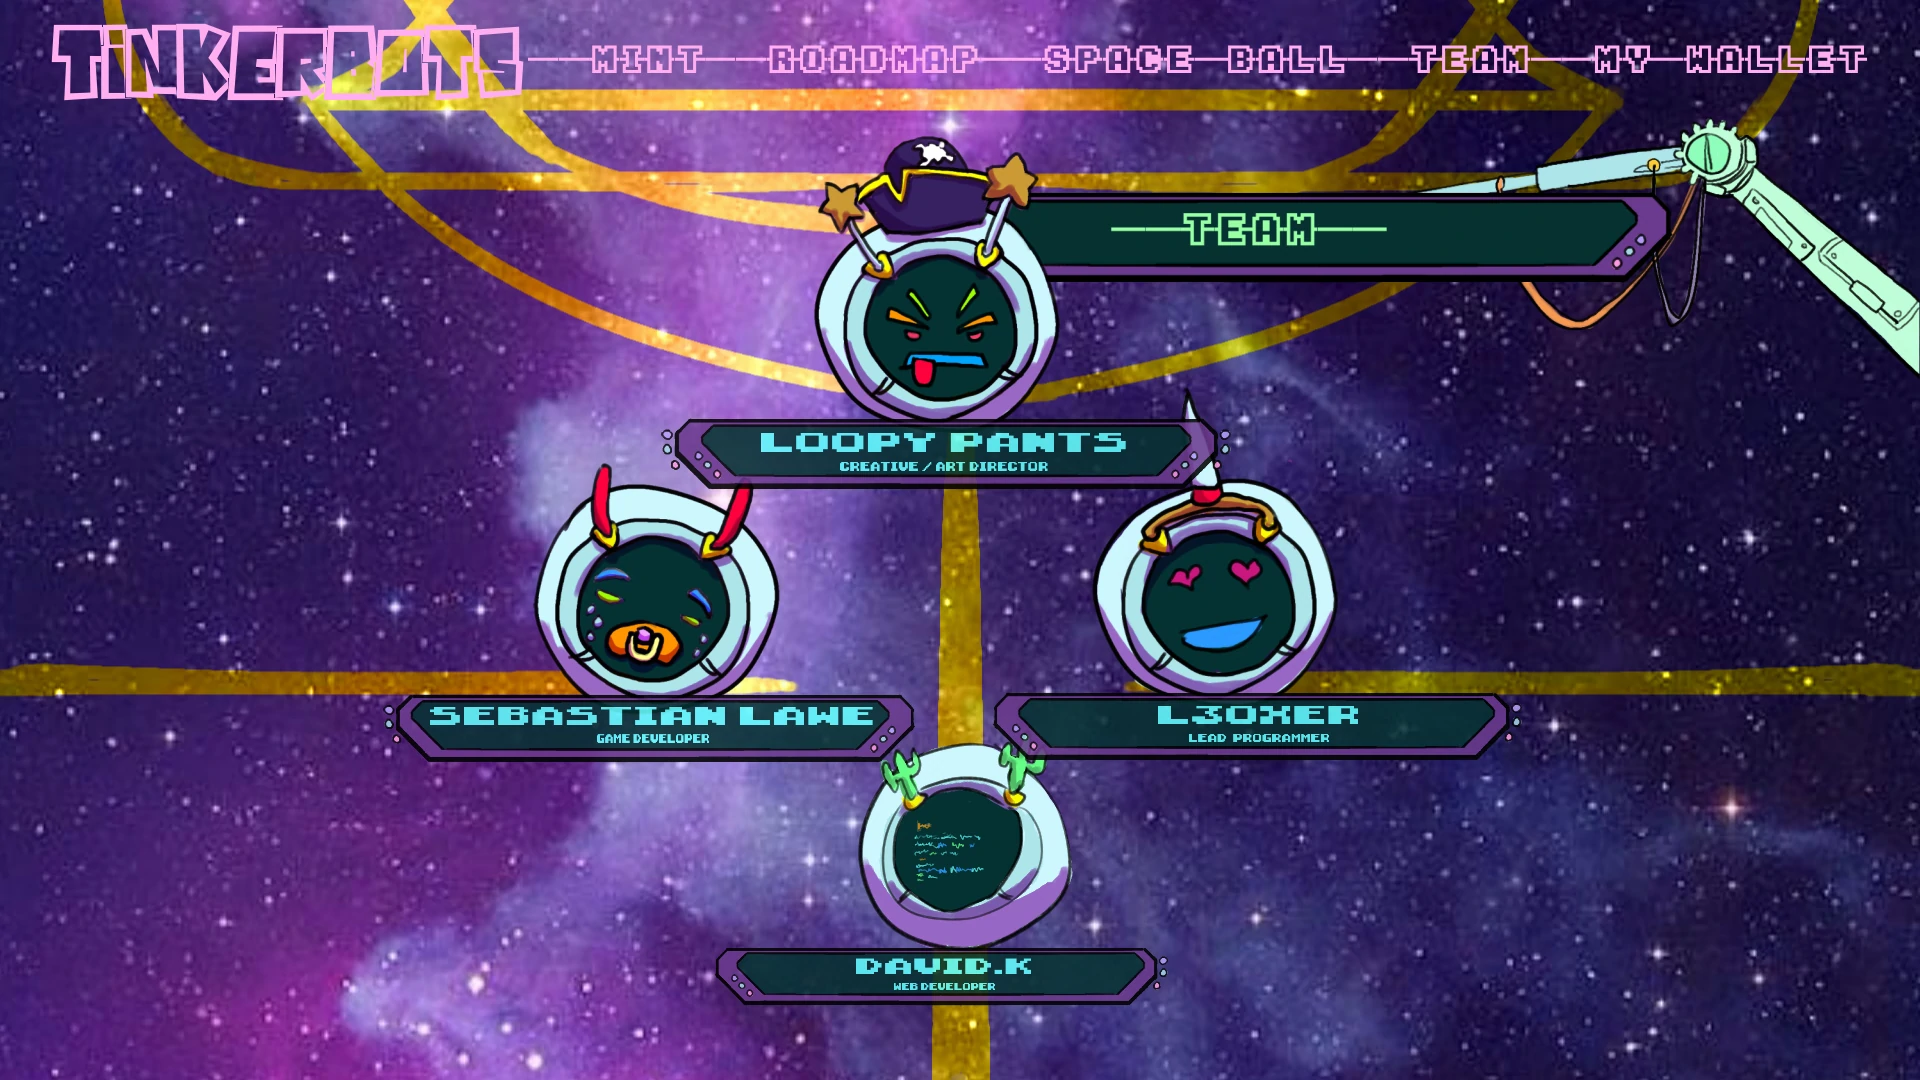 TINKERBOTS
MINT ROADMAP SPACE BALL TEAM MY WALLET
TEAM
LOOPY PANTS
CREATIVE / ART DIRECTOR
SEBASTIAN LAWE
GAME DEVELOPER
L3OXER
LEAD PROGRAMMER
DAVID.K
WEB DEVELOPER